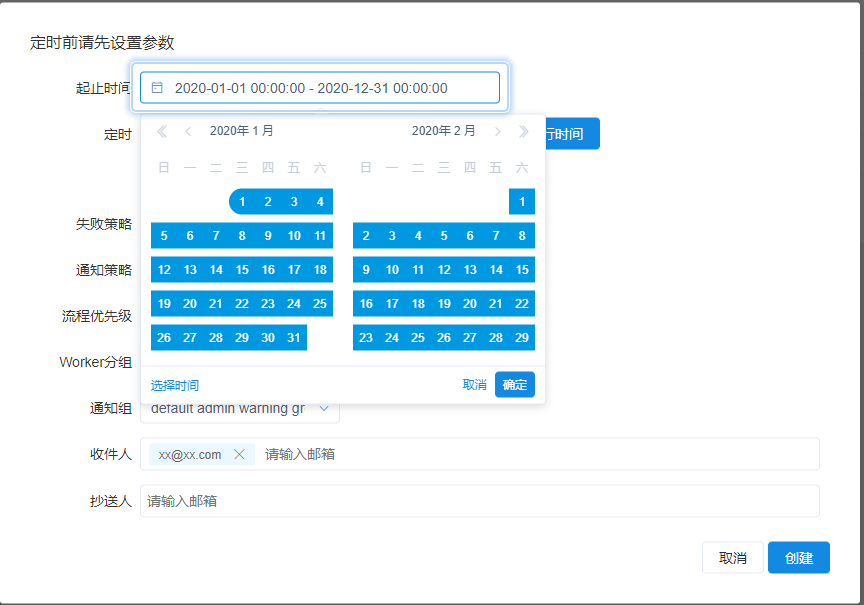 定时前请先设置参数
起止时间 2020-01-01 00:00:00 - 2020-12-31 00:00:00
定时 行时间
2020年 1 月 2020年 2 月
日 一 二 三 四 五 六 日 一 二 三 四 五 六
1 2 3 4 1
5 6 7 8 9 10 11 2 3 4 5 6 7 8
12 13 14 15 16 17 18 9 10 11 12 13 14 15
19 20 21 22 23 24 25 16 17 18 19 20 21 22
26 27 28 29 30 31 23 24 25 26 27 28 29
失败策略
通知策略
流程优先级
Worker分组
选择时间 取消 确定
通知组 default admin warning gr
收件人 xx@xx.com 请输入邮箱
抄送人 请输入邮箱
取消 创建